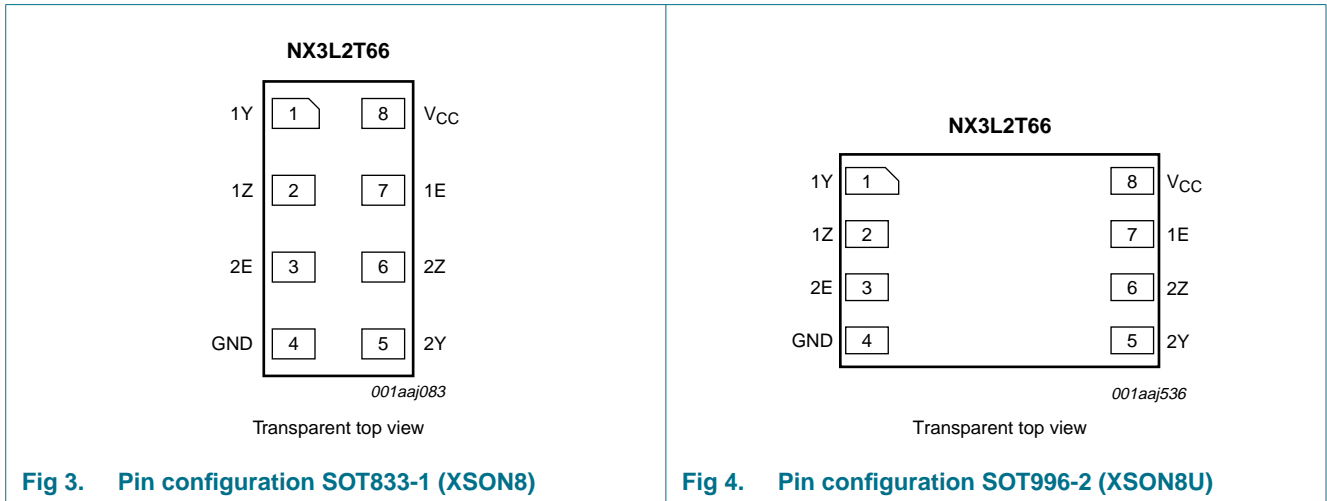 NX3L2T66
1Y 1 8 VCC
1Z 2 7 1E
2E 3 6 2Z
GND 4 5 2Y
001aaj083
Transparent top view
Fig 3. Pin configuration SOT833-1 (XSON8)
NX3L2T66
1Y 1 8 VCC
1Z 2 7 1E
2E 3 6 2Z
GND 4 5 2Y
001aaj536
Transparent top view
Fig 4. Pin configuration SOT996-2 (XSON8U)